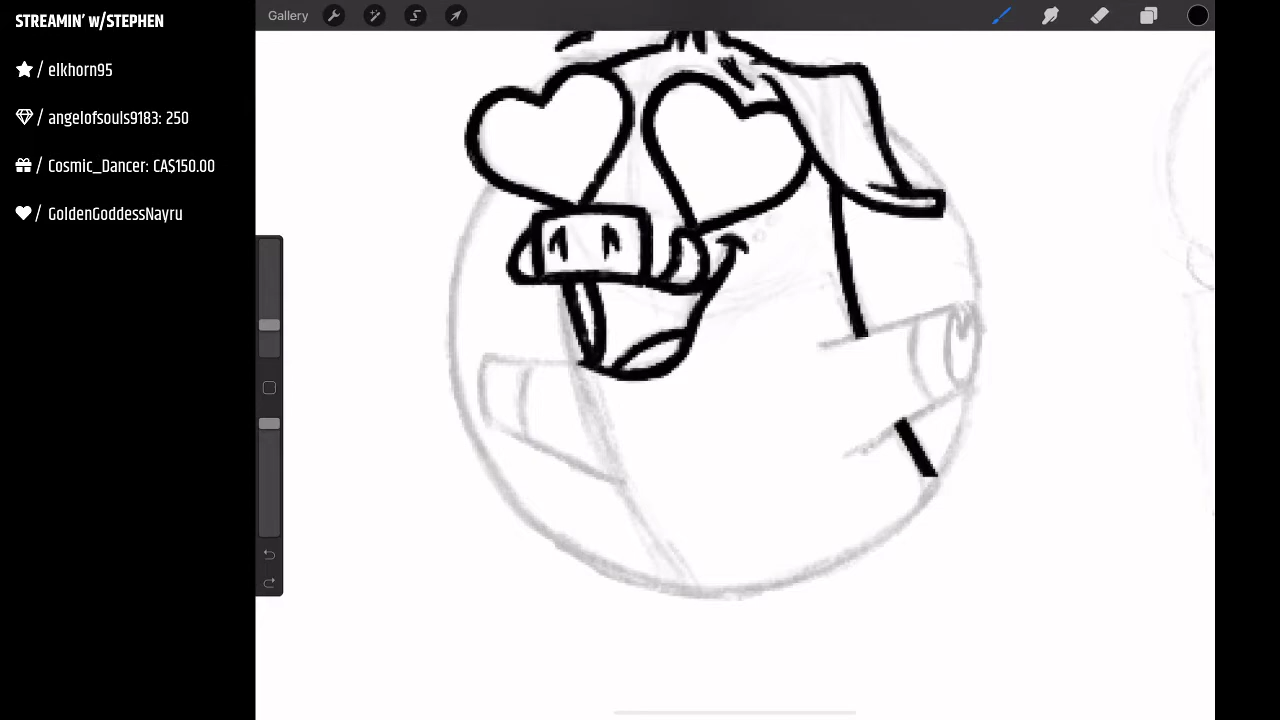 STREAMIN' w/STEPHEN
/ elkhorn95
/ angelofsouls9183: 250
/ Cosmic_Dancer: CA$150.00
/ GoldenGoddessNayru
Gallery